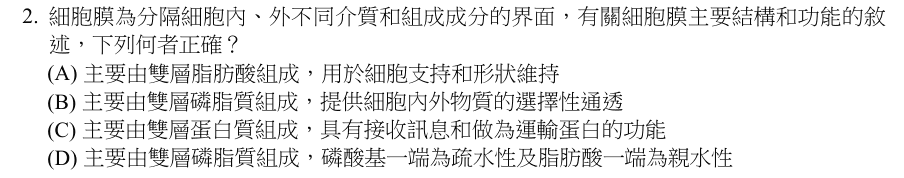 2. 細胞膜為分隔細胞內、外不同介質和組成成分的界面，有關細胞膜主要結構和功能的敘
述，下列何者正確？
(A) 主要由雙層脂肪酸組成，用於細胞支持和形狀維持
(B) 主要由雙層磷脂質組成，提供細胞內外物質的選擇性通透
(C) 主要由雙層蛋白質組成，具有接收訊息和做為運輸蛋白的功能
(D) 主要由雙層磷脂質組成，磷酸基一端為疏水性及脂肪酸一端為親水性